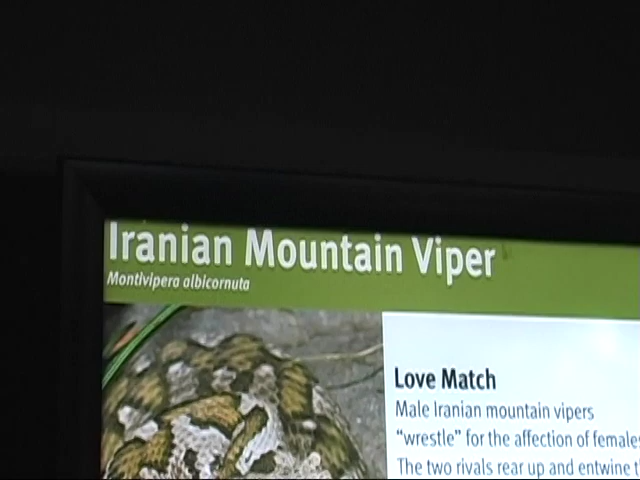 Iranian Mountain Viper
Montivipera albicornuta
Love Match
Male Iranian mountain vipers
"wrestle" for the affection of females
The two rivals rear up and entwine